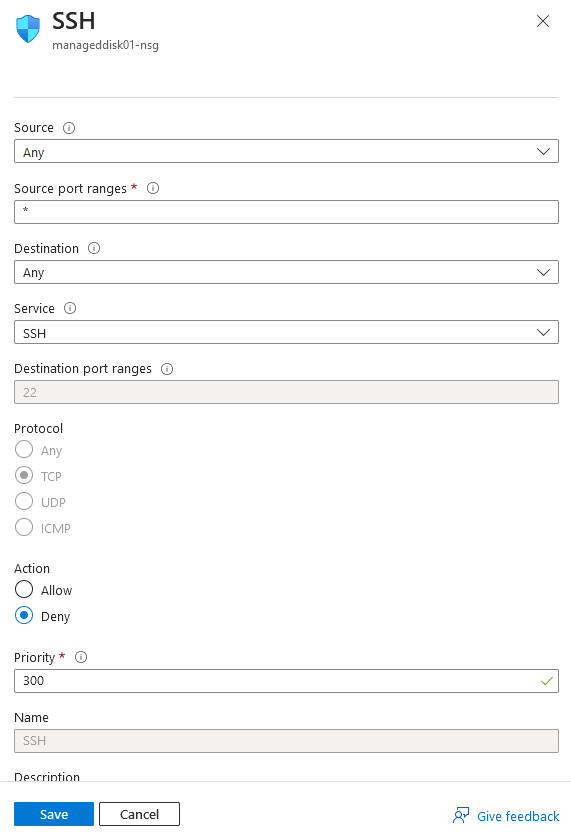 SSH
manageddisk01-nsg
Source
Any
Source port ranges *
*
Destination
Any
Service
SSH
Destination port ranges
22
Protocol
Any
TCP
UDP
ICMP
Action
Allow
Deny
Priority *
300
Name
SSH
Description
Save Cancel Give feedback